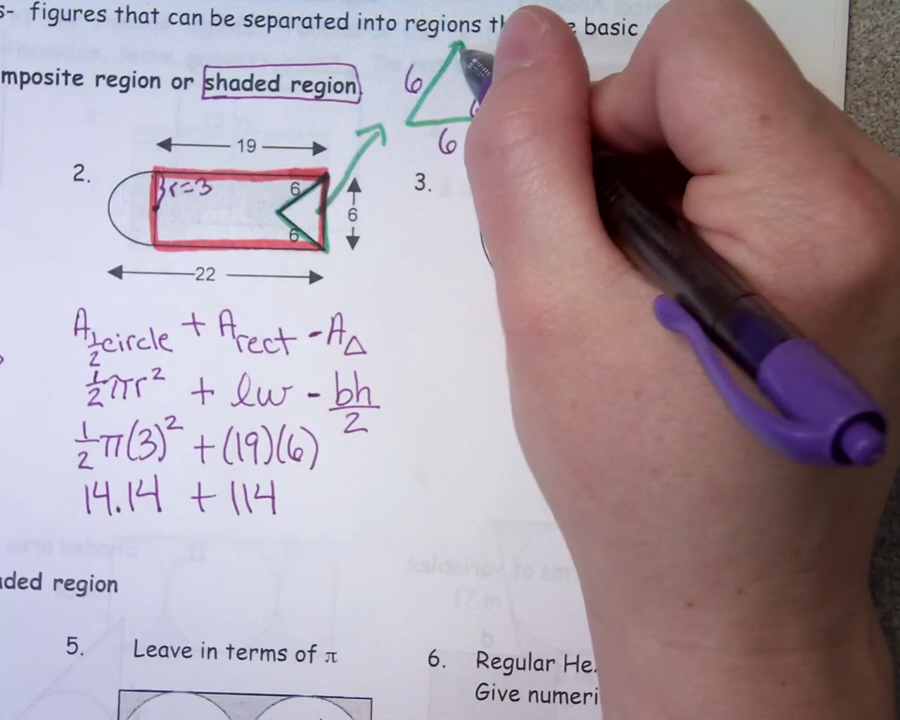 s- figures that can be separated into regions th e basic
mposite region or shaded region.
6
6
6
2.
19
r=3
6
6
6
22
3.
A½circle + Arect - A△
½πr² + lw - bh/2
½π(3)² + (19)(6)
14.14 + 114
ded region
5. Leave in terms of π
6. Regular He
Give numeri